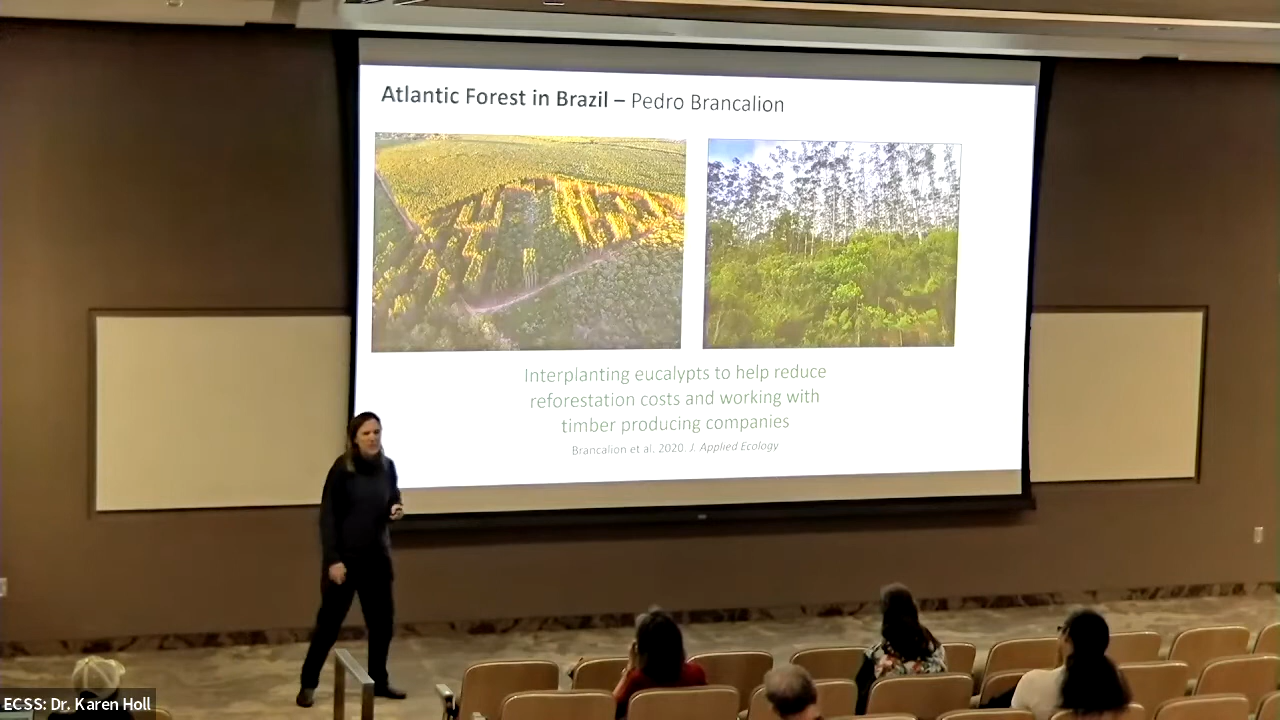 Atlantic Forest in Brazil – Pedro Brancalion
Interplanting eucalypts to help reduce
reforestation costs and working with
timber producing companies
Brancalion et al. 2020. J. Applied Ecology
ECSS: Dr. Karen Holl